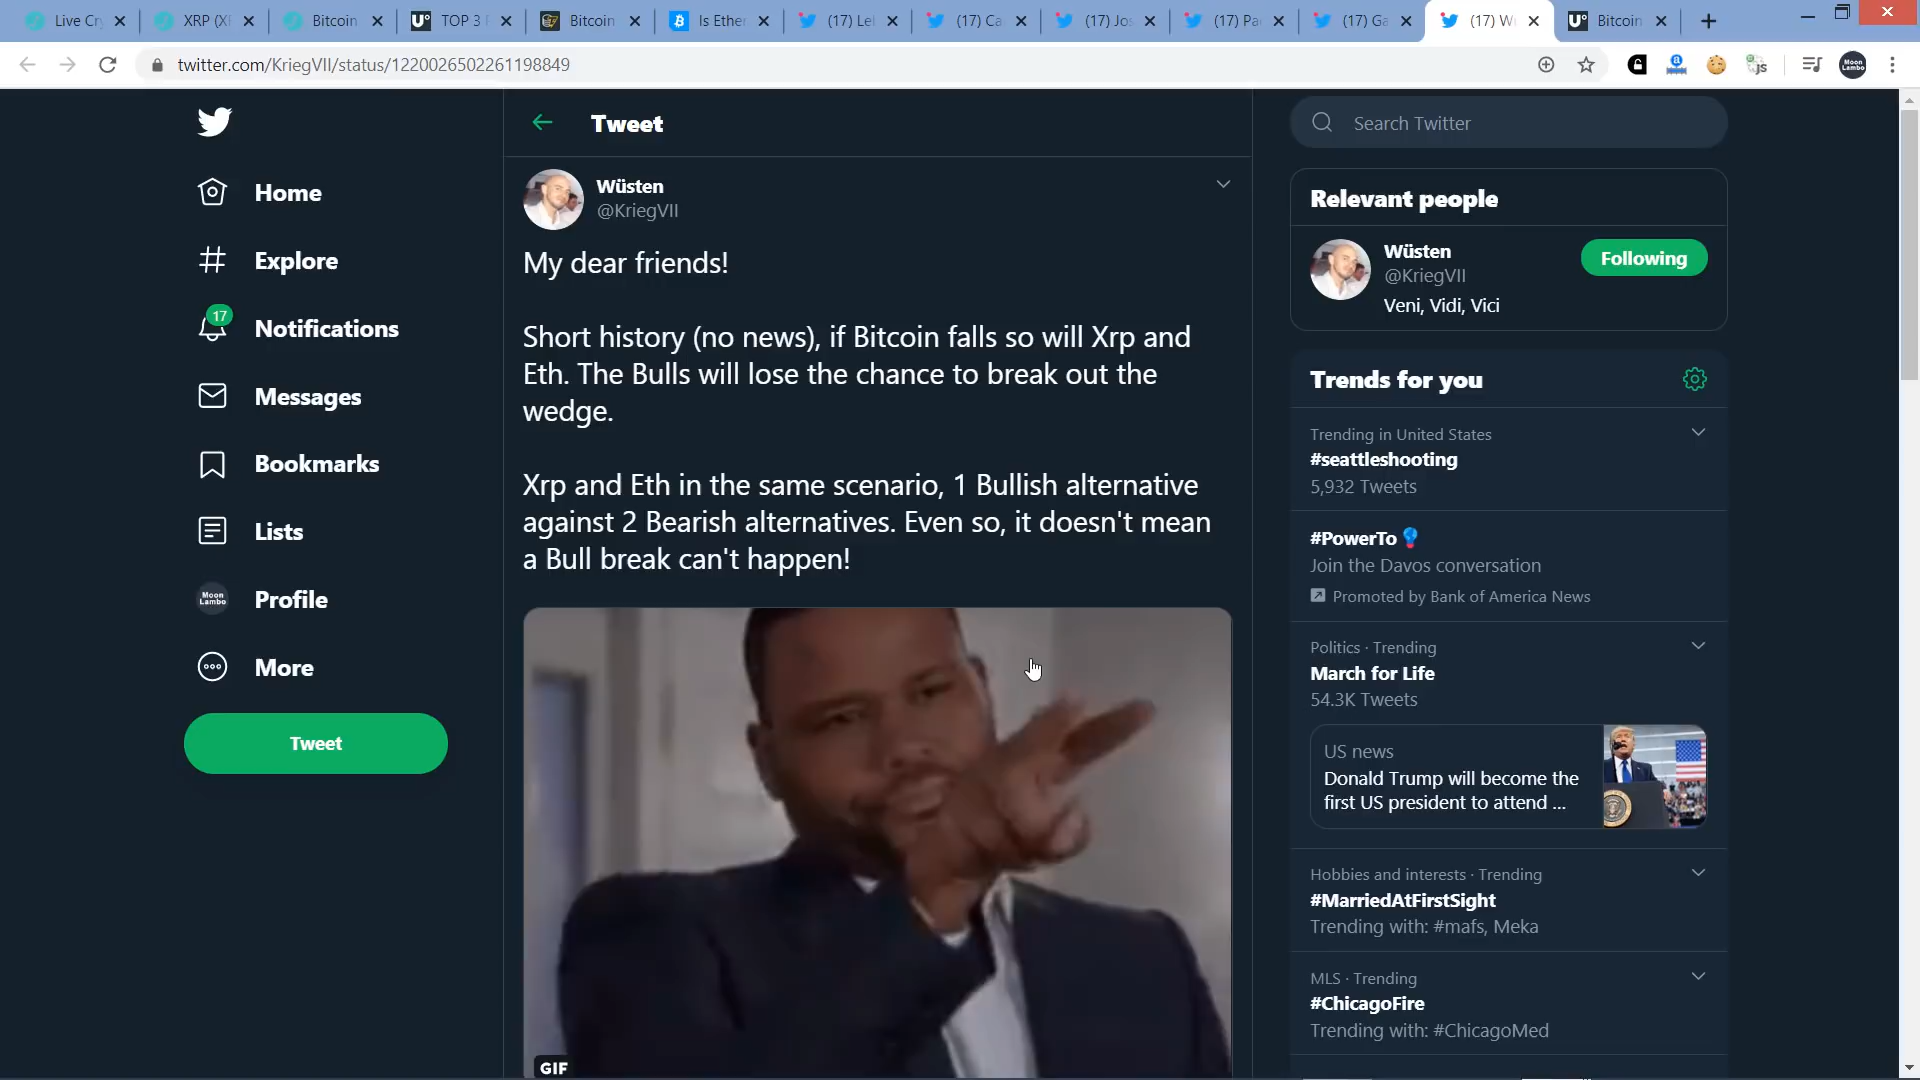 Live Cr
XRP (XR
Bitcoin
TOP 3
Bitcoin
Is Ether
(17) Le
(17) Ca
(17) Jos
(17) Pa
(17) Ga
(17) W
Bitcoin
twitter.com/KriegVII/status/1220026502261198849
Tweet
Search Twitter
Home
Explore
17
Notifications
Messages
Bookmarks
Lists
Moon
Lambo
Profile
More
Tweet
Wüsten
@KriegVII
My dear friends!
Short history (no news), if Bitcoin falls so will Xrp and
Eth. The Bulls will lose the chance to break out the
wedge.
Xrp and Eth in the same scenario, 1 Bullish alternative
against 2 Bearish alternatives. Even so, it doesn't mean
a Bull break can't happen!
GIF
Relevant people
Wüsten
@KriegVII
Following
Veni, Vidi, Vici
Trends for you
Trending in United States
#seattleshooting
5,932 Tweets
#PowerTo
Join the Davos conversation
Promoted by Bank of America News
Politics · Trending
March for Life
54.3K Tweets
US news
Donald Trump will become the
first US president to attend ...
Hobbies and interests · Trending
#MarriedAtFirstSight
Trending with: #mafs, Meka
MLS · Trending
#ChicagoFire
Trending with: #ChicagoMed